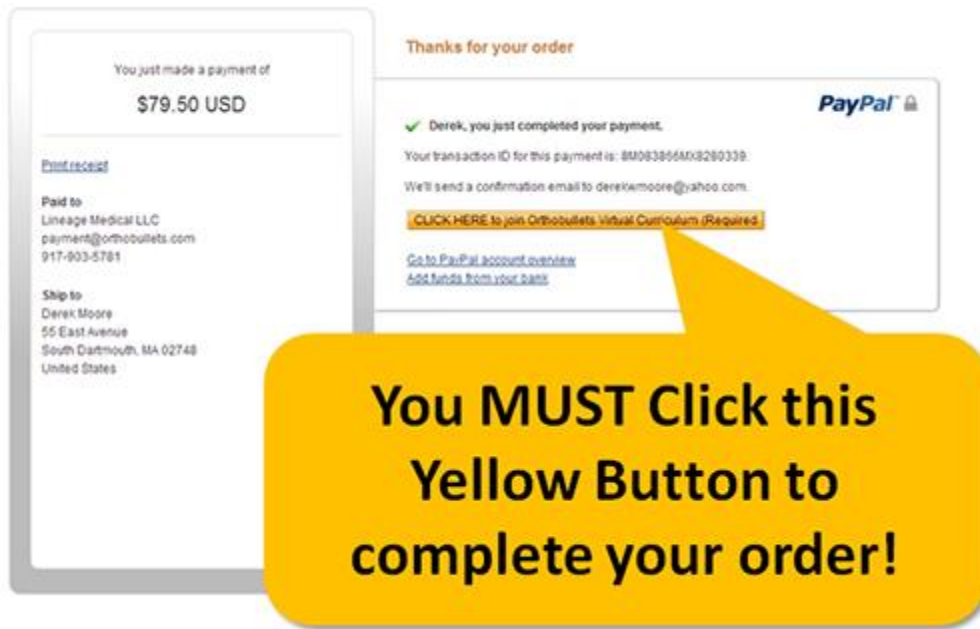 You just made a payment of
$79.50 USD
Print receipt
Paid to
Lineage Medical LLC
payment@orthobullets.com
917-903-5781
Ship to
Derek Moore
55 East Avenue
South Dartmouth, MA 02748
United States
Thanks for your order
PayPal
Derek, you just completed your payment.
Your transaction ID for this payment is: 8M083866MX8280339.
We'll send a confirmation email to derekwmoore@yahoo.com.
CLICK HERE to join Orthobullets Virtual Curriculum (Required
Go to PayPal account overview
Add funds from your bank
You MUST Click this
Yellow Button to
complete your order!